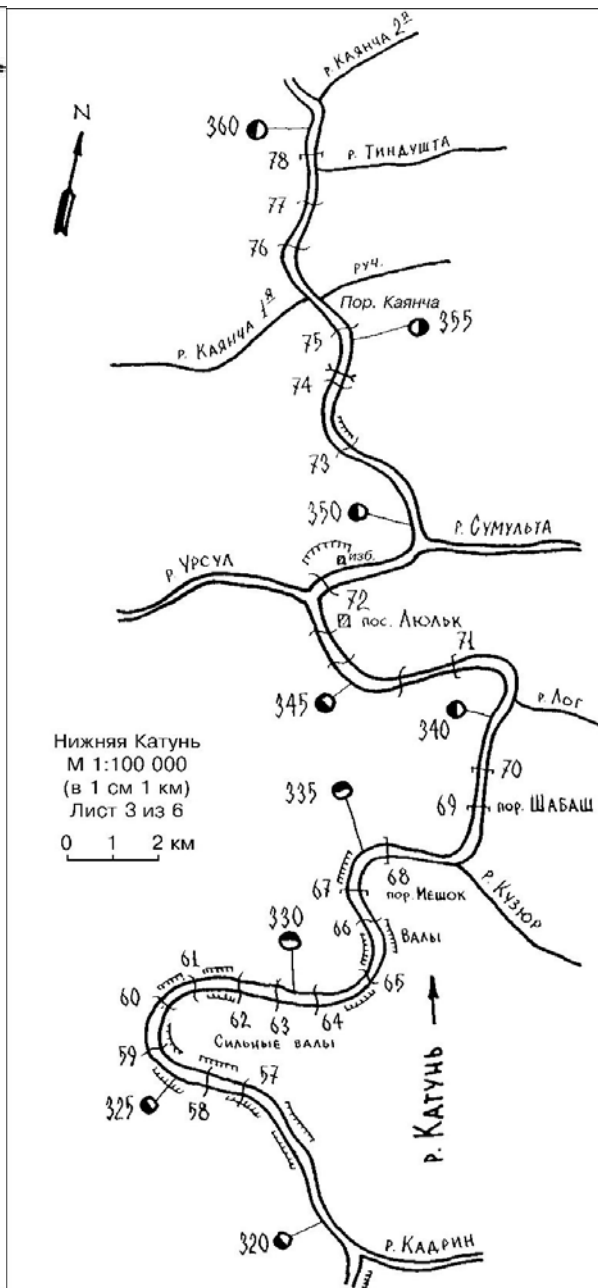 р. Каянча 2я
N
360
78
р. Тиндушта
77
76
руч.
Пор. Каянча
р. Каянча 1я
75
355
74
73
350
р. Сумульта
изб.
р. Урсул
72
пос. Люльк
71
345
340
р. Лог
Нижняя Катунь
М 1:100 000
(в 1 см 1 км)
Лист 3 из 6
0 1 2 км
335
70
69
пор. Шабаш
68
67
пор. Мешок
р. Кузюр
66
Валы
330
65
61
60
62
63
64
Сильные валы
59
57
58
325
р. Катунь
320
р. Кадрин